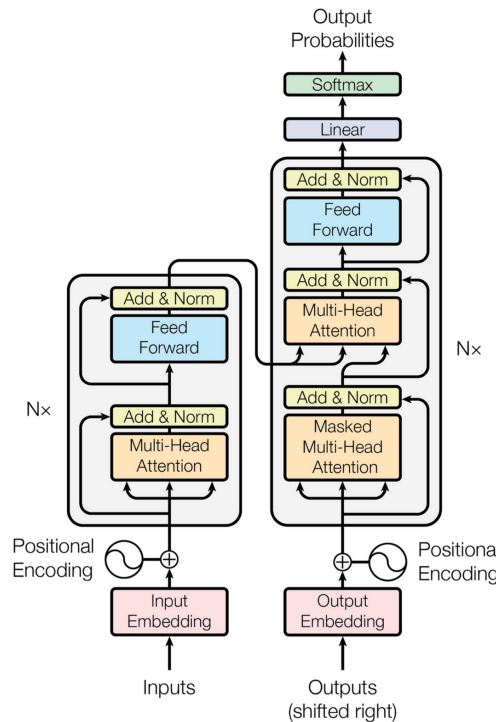 Output
Probabilities
Softmax
Linear
Add & Norm
Feed
Forward
Add & Norm
Multi-Head
Attention
Add & Norm
Masked
Multi-Head
Attention
N×
Add & Norm
Feed
Forward
Add & Norm
Multi-Head
Attention
N×
Positional
Encoding
Positional
Encoding
Input
Embedding
Output
Embedding
Inputs
Outputs
(shifted right)